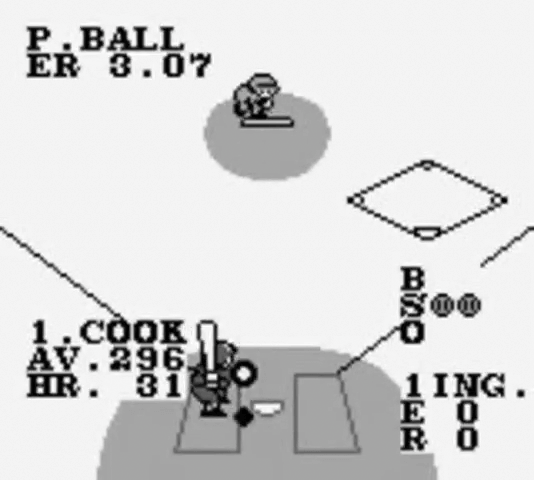 P.BALL
ER 3.07
B
S
O
1.COOK
AV.296
HR. 31
1ING.
E 0
R 0